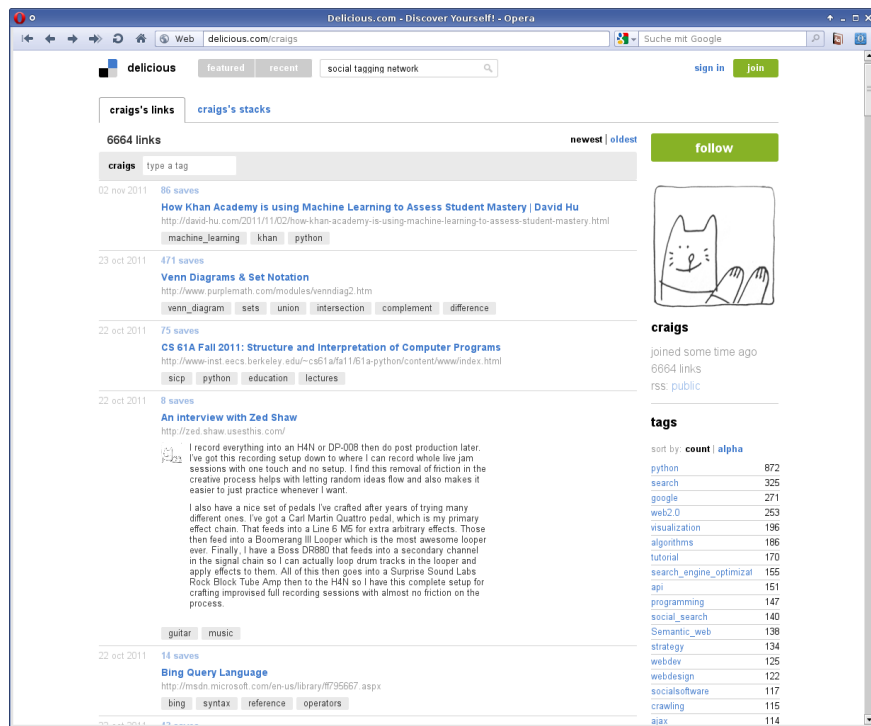 Delicious.com - Discover Yourself! - Opera
Web delicious.com/craigs Suche mit Google
delicious featured recent social tagging network sign in join
craigs's links craigs's stacks
6664 links newest | oldest follow
craigs type a tag
02 nov 2011 86 saves
How Khan Academy is using Machine Learning to Assess Student Mastery | David Hu
http://david-hu.com/2011/11/02/how-khan-academy-is-using-machine-learning-to-assess-student-mastery.html
machine_learning khan python
23 oct 2011 471 saves
Venn Diagrams & Set Notation
http://www.purplemath.com/modules/venndiag2.htm
venn_diagram sets union intersection complement difference
22 oct 2011 75 saves
CS 61A Fall 2011: Structure and Interpretation of Computer Programs
http://www-inst.eecs.berkeley.edu/~cs61a/fa11/61a-python/content/www/index.html
sicp python education lectures
22 oct 2011 8 saves
An interview with Zed Shaw
http://zed.shaw.usesthis.com/
I record everything into an H4N or DP-008 then do post production later.
I've got this recording setup down to where I can record whole live jam
sessions with one touch and no setup. I find this removal of friction in the
creative process helps with letting random ideas flow and also makes it
easier to just practice whenever I want.
I also have a nice set of pedals I've crafted after years of trying many
different ones. I've got a Carl Martin Quattro pedal, which is my primary
effect chain. That feeds into a Line 6 M5 for extra arbitrary effects. Those
then feed into a Boomerang III Looper which is the most awesome looper
ever. Finally, I have a Boss DR880 that feeds into a secondary channel
in the signal chain so I can actually loop drum tracks in the looper and
apply effects to them. All of this then goes into a Surprise Sound Labs
Rock Block Tube Amp then to the H4N so I have this complete setup for
crafting improvised full recording sessions with almost no friction on the
process.
guitar music
22 oct 2011 14 saves
Bing Query Language
http://msdn.microsoft.com/en-us/library/ff795667.aspx
bing syntax reference operators
22 oct 2011 42 saves
craigs
joined some time ago
6664 links
rss: public
tags
sort by: count | alpha
python 872
search 325
google 271
web2.0 253
visualization 196
algorithms 186
tutorial 170
search_engine_optimizat 155
api 151
programming 147
social_search 140
Semantic_web 138
strategy 134
webdev 125
webdesign 122
socialsoftware 117
crawling 115
ajax 114